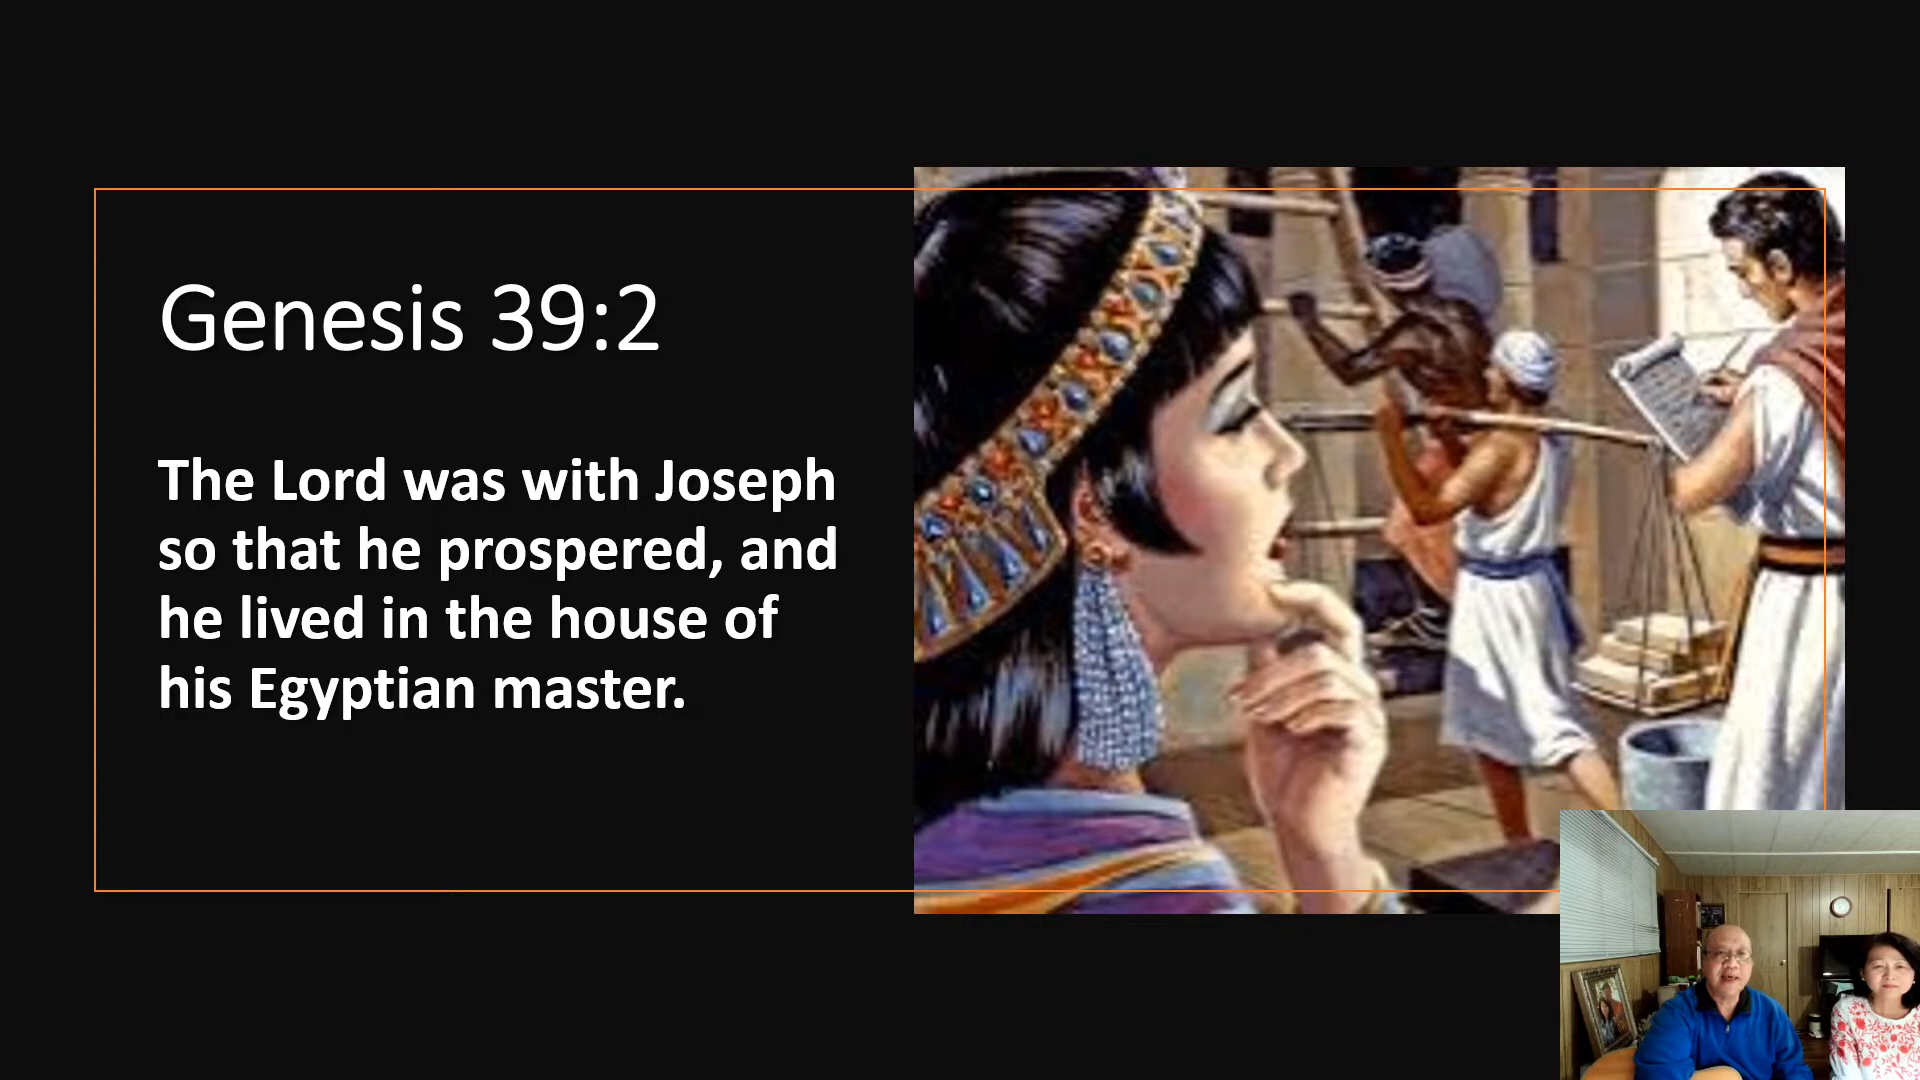 Genesis 39:2
The Lord was with Joseph
so that he prospered, and
he lived in the house of
his Egyptian master.